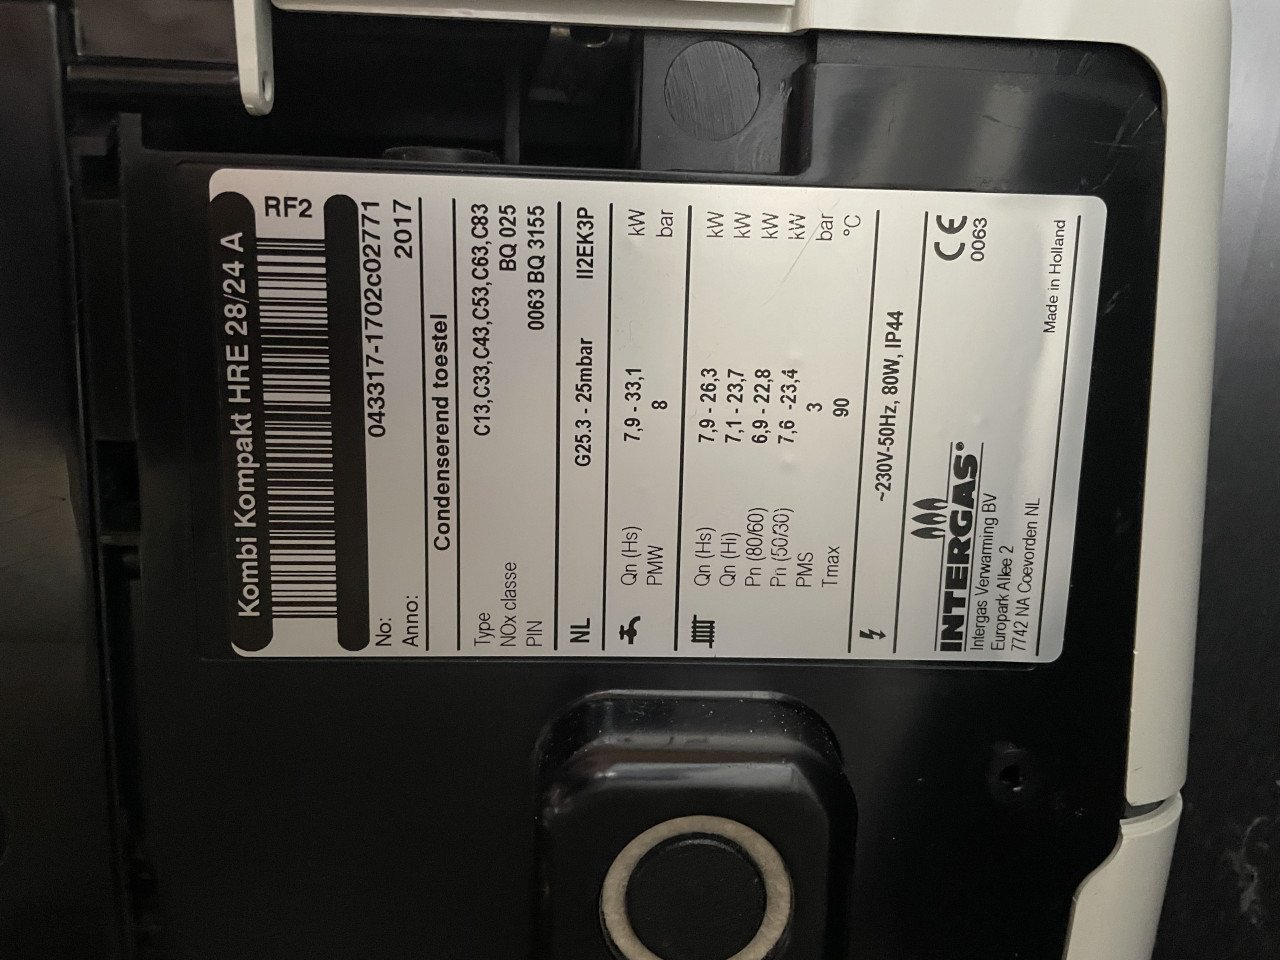 Kombi Kompakt HRE 28/24 A
RF2
No: 043317-1702c02771
Anno: 2017
Condenserend toestel
Type C13,C33,C43,C53,C63,C83
NOx classe BQ 025
PIN 0063 BQ 3155
NL G25.3 - 25mbar II2EK3P
Qn (Hs) 7,9 - 33,1 kW
PMW 8 bar
Qn (Hs) 7,9 - 26,3 kW
Qn (Hi) 7,1 - 23,7 kW
Pn (80/60) 6,9 - 22,8 kW
Pn (50/30) 7,6 -23,4 kW
PMS 3 bar
Tmax 90 °C
~230V-50Hz, 80W, IP44
INTERGAS
CE
0063
Intergas Verwarming BV
Europark Allee 2
7742 NA Coevorden NL
Made in Holland